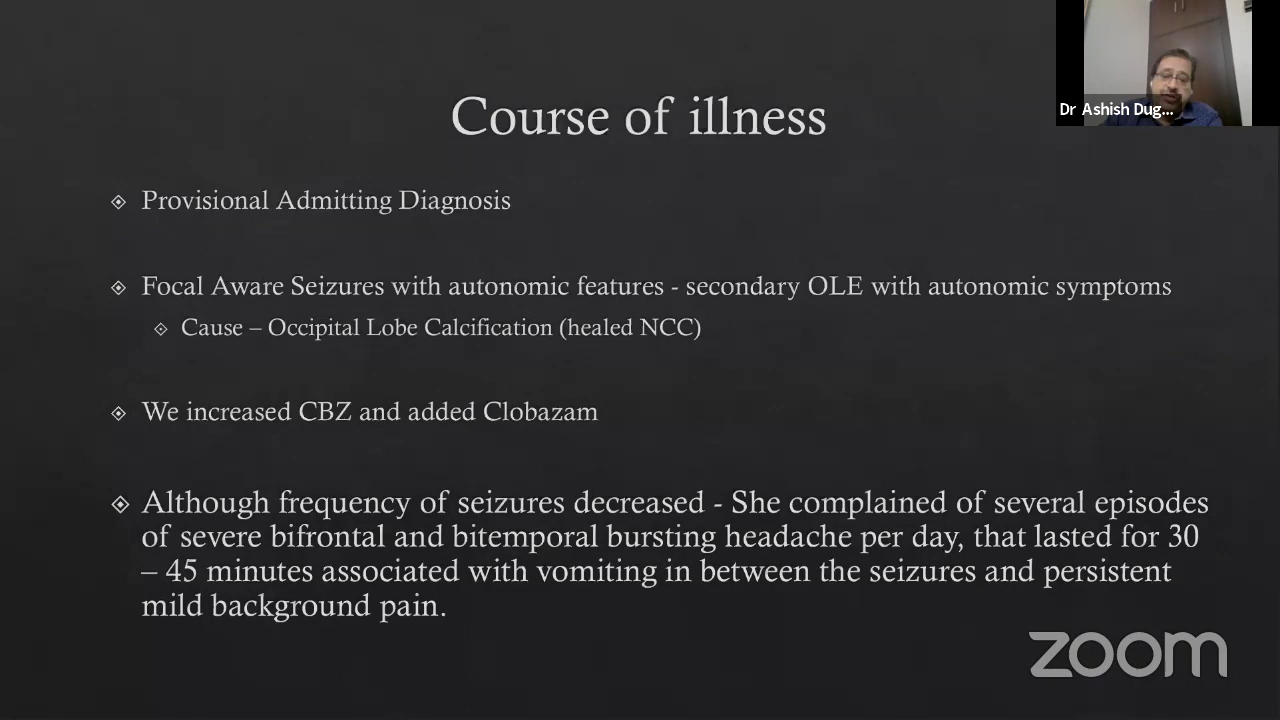 Dr Ashish Dug...
Course of illness
Provisional Admitting Diagnosis
Focal Aware Seizures with autonomic features - secondary OLE with autonomic symptoms
Cause – Occipital Lobe Calcification (healed NCC)
We increased CBZ and added Clobazam
Although frequency of seizures decreased - She complained of several episodes
of severe bifrontal and bitemporal bursting headache per day, that lasted for 30
– 45 minutes associated with vomiting in between the seizures and persistent
mild background pain.
zoom